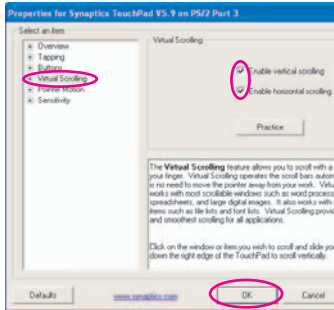 Properties for Synaptics TouchPad V5.9 on PS/2 Port 3
Select an item
Overview
Tapping
Buttons
Virtual Scrolling
Pointer Motion
Sensitivity
Virtual Scrolling
Enable vertical scrolling
Enable horizontal scrolling
Practice
The Virtual Scrolling feature allows you to scroll with a
your finger. Virtual Scrolling operates the scroll bars autom
is no need to move the pointer away from your work. Virtu
works with most scrollable windows such as word process
spreadsheets, and large digital images. It also works with
items such as file lists and font lists. Virtual Scrolling provid
and smoothest scrolling for all applications.
Click on the window or item you wish to scroll and slide yo
down the right edge of the TouchPad to scroll vertically.
Defaults
www.synaptics.com
OK
Cancel